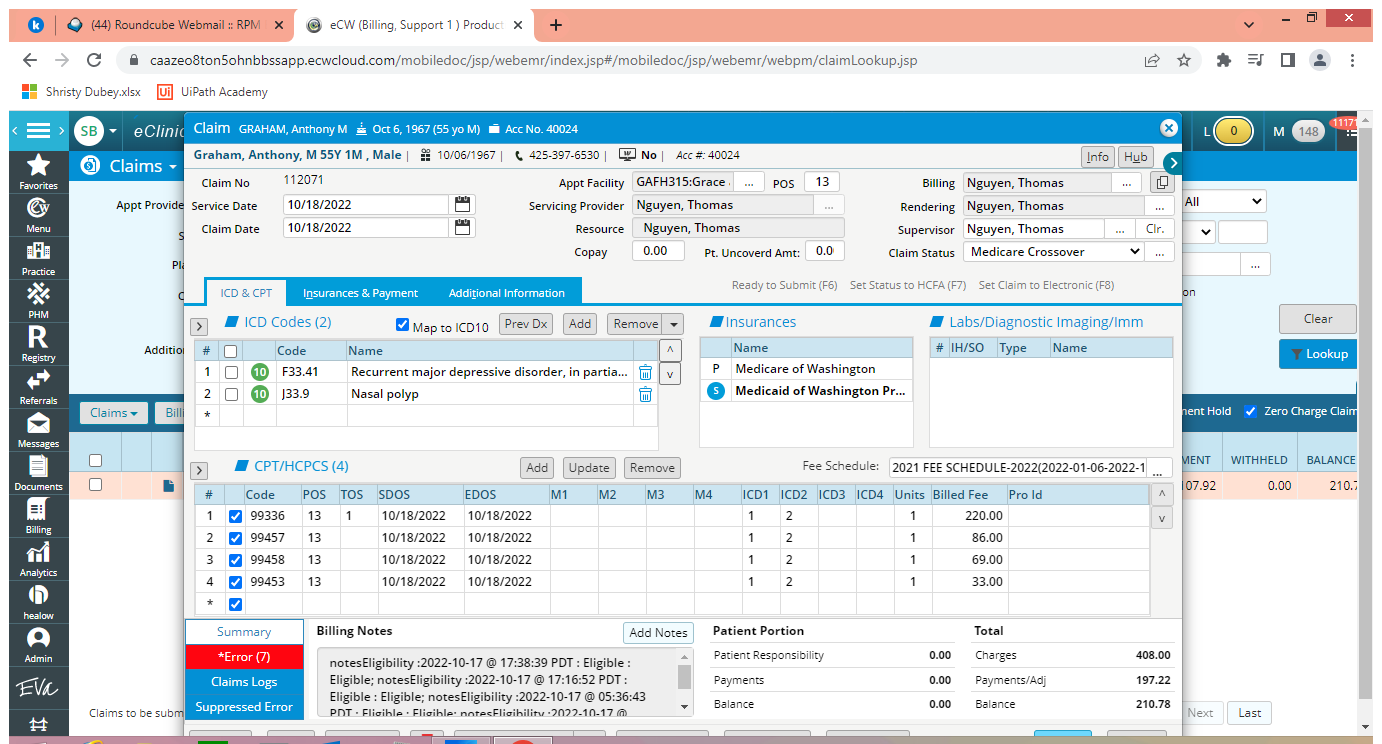 (44) Roundcube Webmail :: RPM
eCW (Billing, Support 1 ) Product
caazeo8ton5ohnbbssapp.ecwcloud.com/mobiledoc/jsp/webemr/index.jsp#/mobiledoc/jsp/webemr/webpm/claimLookup.jsp
Shristy Dubey.xlsx UiPath Academy
SB eClinic
L 0 M 148 11171
Claim GRAHAM, Anthony M Oct 6, 1967 (55 yo M) Acc No. 40024
Graham, Anthony, M 55Y 1M , Male | 10/06/1967 | 425-397-6530 | No | Acc #: 40024 Info Hub
Favorites
Menu
Practice
PHM
Registry
Referrals
Messages
Documents
Billing
Analytics
healow
Admin
EVA
Claims
Appt Provide
Additio
Claims Bill
Claims to be subm
Claim No 112071 Appt Facility GAFH315:Grace ... POS 13 Billing Nguyen, Thomas ...
Service Date 10/18/2022 Servicing Provider Nguyen, Thomas ... Rendering Nguyen, Thomas ...
Claim Date 10/18/2022 Resource Nguyen, Thomas Supervisor Nguyen, Thomas ... Clr.
Copay 0.00 Pt. Uncoverd Amt: 0.0 Claim Status Medicare Crossover ...
ICD & CPT Insurances & Payment Additional Information Ready to Submit (F6) Set Status to HCFA (F7) Set Claim to Electronic (F8)
ICD Codes (2) Map to ICD10 Prev Dx Add Remove
# Code Name
1 10 F33.41 Recurrent major depressive disorder, in partia...
2 10 J33.9 Nasal polyp
*
Insurances
Name
P Medicare of Washington
S Medicaid of Washington Pr...
Labs/Diagnostic Imaging/Imm
# IH/SO Type Name
CPT/HCPCS (4) Add Update Remove Fee Schedule: 2021 FEE SCHEDULE-2022(2022-01-06-2022-1 ...
# Code POS TOS SDOS EDOS M1 M2 M3 M4 ICD1 ICD2 ICD3 ICD4 Units Billed Fee Pro Id
1 99336 13 1 10/18/2022 10/18/2022 1 2 1 220.00
2 99457 13 10/18/2022 10/18/2022 1 2 1 86.00
3 99458 13 10/18/2022 10/18/2022 1 2 1 69.00
4 99453 13 10/18/2022 10/18/2022 1 2 1 33.00
*
Summary
*Error (7)
Claims Logs
Suppressed Error
Billing Notes Add Notes
notesEligibility :2022-10-17 @ 17:38:39 PDT : Eligible :
Eligible; notesEligibility :2022-10-17 @ 17:16:52 PDT :
Eligible : Eligible; notesEligibility :2022-10-17 @ 05:36:43
PDT : Eligible : Eligible; notesEligibility :2022-10-17 @
Patient Portion
Patient Responsibility 0.00
Payments 0.00
Balance 0.00
Total
Charges 408.00
Payments/Adj 197.22
Balance 210.78
All
...
on
Clear
Lookup
ment Hold Zero Charge Claim
MENT WITHHELD BALANCE
107.92 0.00 210.7
Next Last